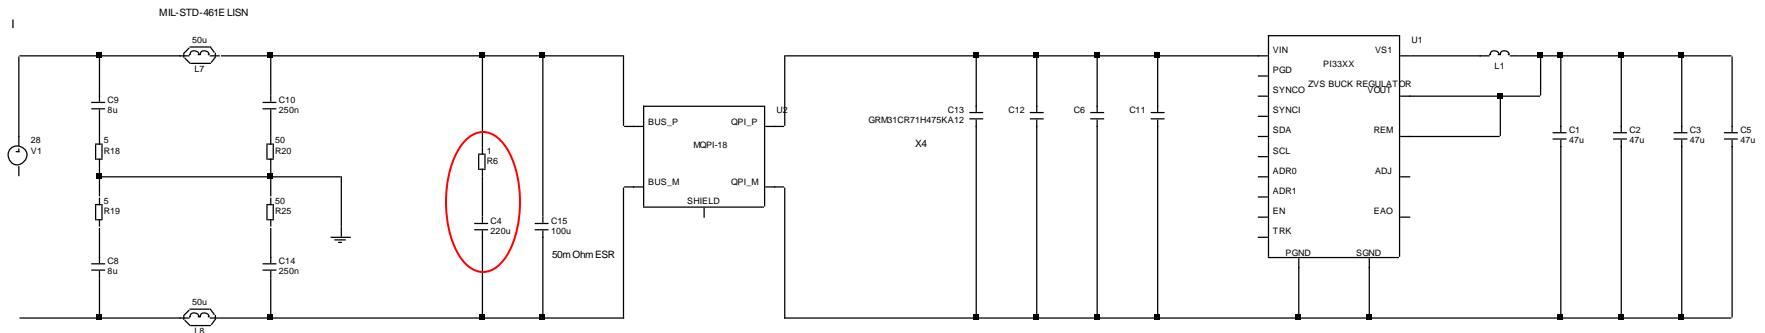 MIL-STD-461E LISN
I
50u
L7
C9
8u
C10
250n
5
R18
50
R20
28
V1
5
R19
50
R25
C8
8u
C14
250n
50u
L8
1
R6
C4
220u
C15
100u
50m Ohm ESR
U2
BUS_P
QPI_P
MQPI-18
BUS_M
QPI_M
SHIELD
C13
GRM31CR71H475KA12
X4
C12
C6
C11
U1
VIN
VS1
PI33XX
PGD
ZVS BUCK REGULATOR
SYNCO
VOUT
SYNCI
SDA
REM
SCL
ADR0
ADJ
ADR1
EN
EAO
TRK
PGND
SGND
L1
C1
47u
C2
47u
C3
47u
C5
47u